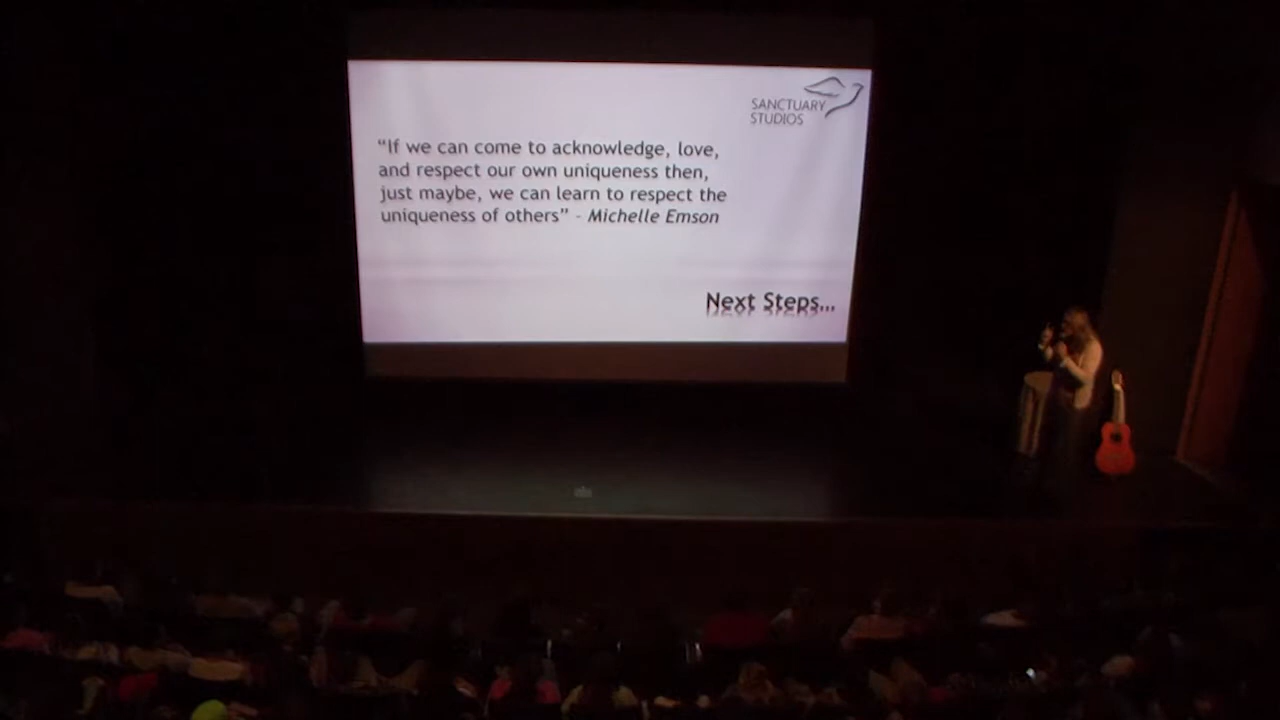 SANCTUARY
STUDIOS
“If we can come to acknowledge, love,
and respect our own uniqueness then,
just maybe, we can learn to respect the
uniqueness of others” - Michelle Emson
Next Steps...